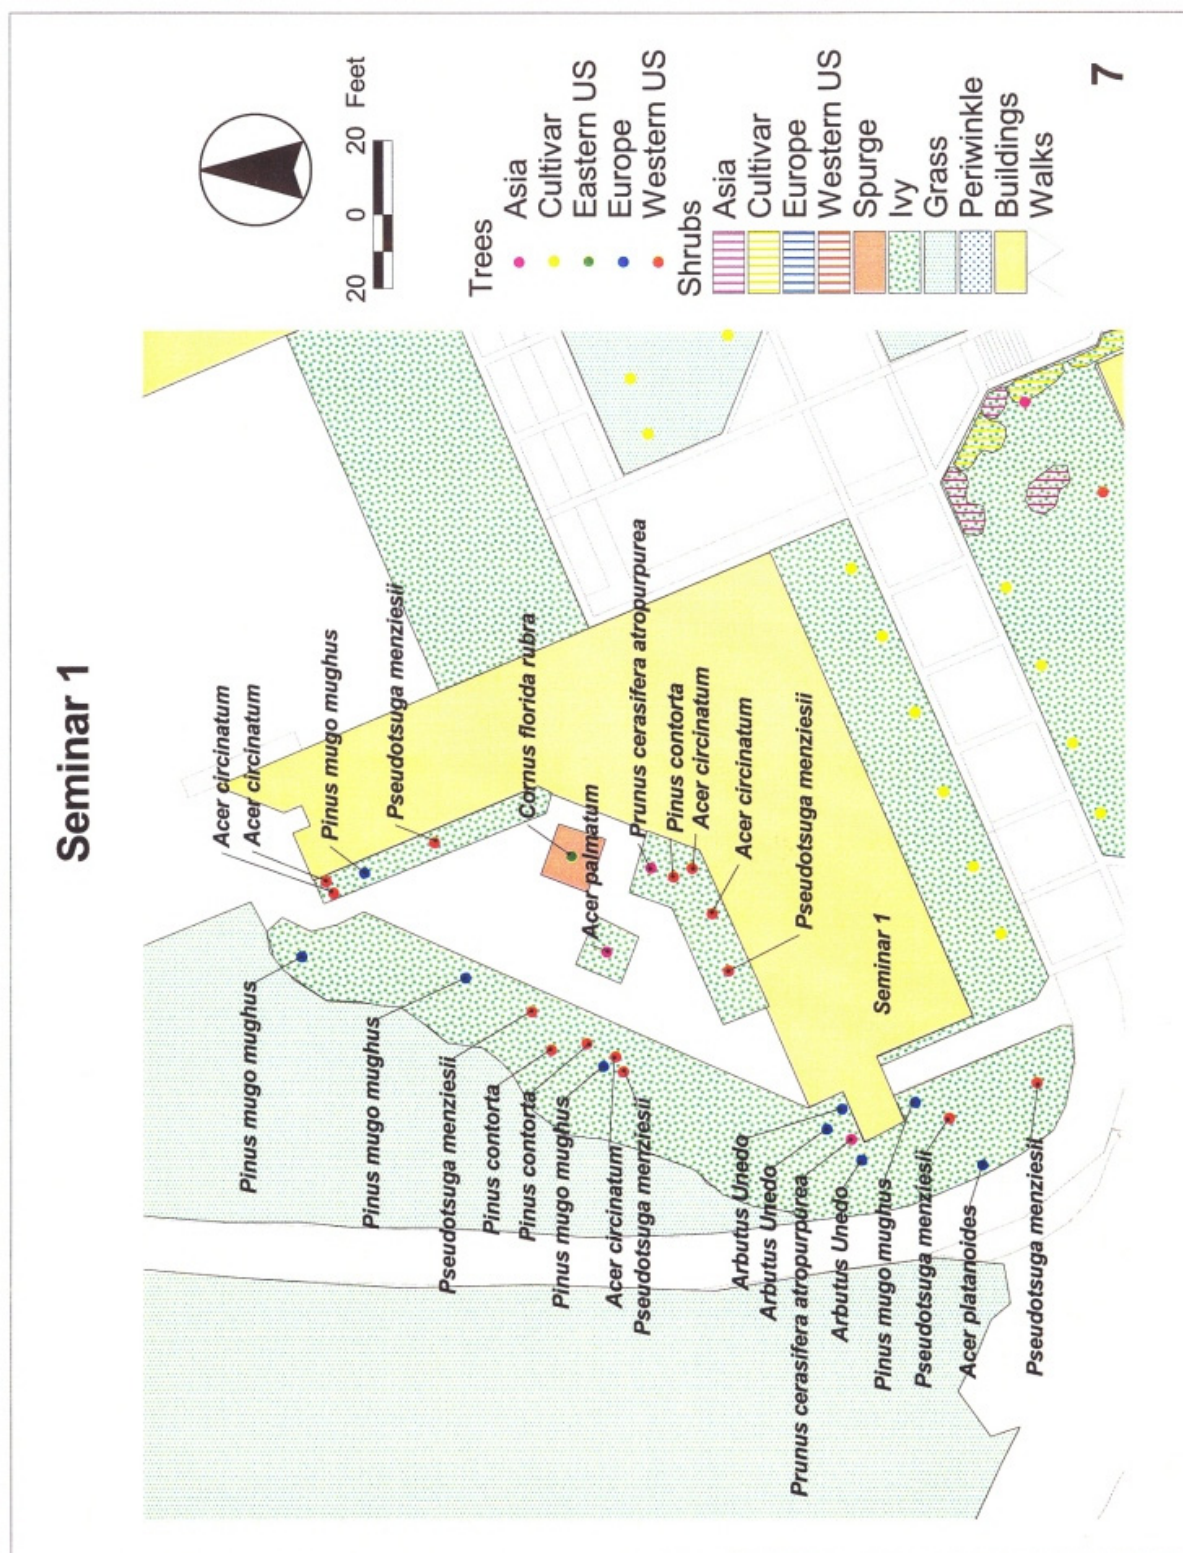 Seminar 1
20 0 20 Feet
Trees
Asia
Cultivar
Eastern US
Europe
Western US
Shrubs
Asia
Cultivar
Europe
Western US
Spurge
Ivy
Grass
Periwinkle
Buildings
Walks
7
Acer circinatum
Acer circinatum
Pinus mugo mughus
Pseudotsuga menziesii
Cornus florida rubra
Acer palmatum
Prunus cerasifera atropurpurea
Pinus contorta
Acer circinatum
Acer circinatum
Pseudotsuga menziesii
Seminar 1
Pinus mugo mughus
Pinus mugo mughus
Pseudotsuga menziesii
Pinus contorta
Pinus contorta
Pinus mugo mughus
Acer circinatum
Pseudotsuga menziesii
Arbutus Unedo
Arbutus Unedo
Prunus cerasifera atropurpurea
Arbutus Unedo
Pinus mugo mughus
Pseudotsuga menziesii
Acer platanoides
Pseudotsuga menziesii